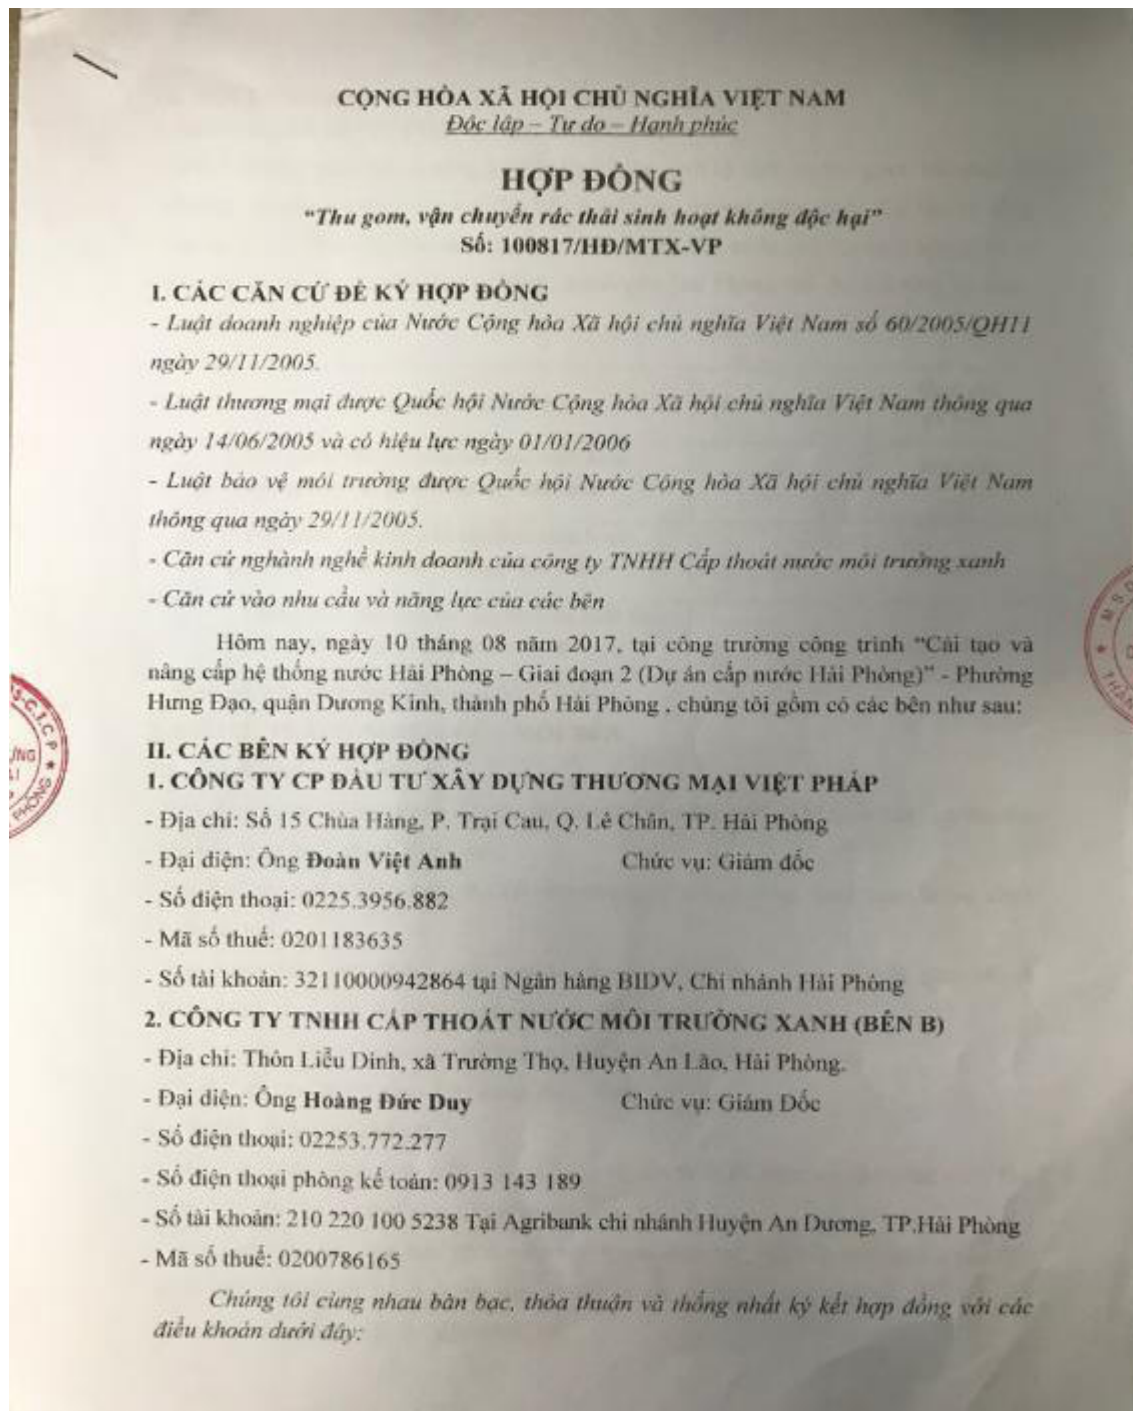 CỘNG HÒA XÃ HỘI CHỦ NGHĨA VIỆT NAM
Độc lập – Tự do – Hạnh phúc
HỢP ĐỒNG
“Thu gom, vận chuyển rác thải sinh hoạt không độc hại”
Số: 100817/HĐ/MTX-VP
I. CÁC CĂN CỨ ĐỂ KÝ HỢP ĐỒNG
- Luật doanh nghiệp của Nước Cộng hòa Xã hội chủ nghĩa Việt Nam số 60/2005/QH11
ngày 29/11/2005.
- Luật thương mại được Quốc hội Nước Cộng hòa Xã hội chủ nghĩa Việt Nam thông qua
ngày 14/06/2005 và có hiệu lực ngày 01/01/2006
- Luật bảo vệ môi trường được Quốc hội Nước Cộng hòa Xã hội chủ nghĩa Việt Nam
thông qua ngày 29/11/2005.
- Căn cứ nghành nghề kinh doanh của công ty TNHH Cấp thoát nước môi trường xanh
- Căn cứ vào nhu cầu và năng lực của các bên
Hôm nay, ngày 10 tháng 08 năm 2017, tại công trường công trình “Cải tạo và
nâng cấp hệ thống nước Hải Phòng – Giai đoạn 2 (Dự án cấp nước Hải Phòng)” - Phường
Hưng Đạo, quận Dương Kinh, thành phố Hải Phòng , chúng tôi gồm có các bên như sau:
II. CÁC BÊN KÝ HỢP ĐỒNG
1. CÔNG TY CP ĐẦU TƯ XÂY DỰNG THƯƠNG MẠI VIỆT PHÁP
- Địa chỉ: Số 15 Chùa Hàng, P. Trại Cau, Q. Lê Chân, TP. Hải Phòng
- Đại diện: Ông Đoàn Việt Anh Chức vụ: Giám đốc
- Số điện thoại: 0225.3956.882
- Mã số thuế: 0201183635
- Số tài khoản: 32110000942864 tại Ngân hàng BIDV, Chi nhánh Hải Phòng
2. CÔNG TY TNHH CẤP THOÁT NƯỚC MÔI TRƯỜNG XANH (BÊN B)
- Địa chỉ: Thôn Liễu Dinh, xã Trường Thọ, Huyện An Lão, Hải Phòng.
- Đại diện: Ông Hoàng Đức Duy Chức vụ: Giám Đốc
- Số điện thoại: 02253.772.277
- Số điện thoại phòng kế toán: 0913 143 189
- Số tài khoản: 210 220 100 5238 Tại Agribank chi nhánh Huyện An Dương, TP.Hải Phòng
- Mã số thuế: 0200786165
Chúng tôi cùng nhau bàn bạc, thỏa thuận và thống nhất ký kết hợp đồng với các
điều khoản dưới đây: